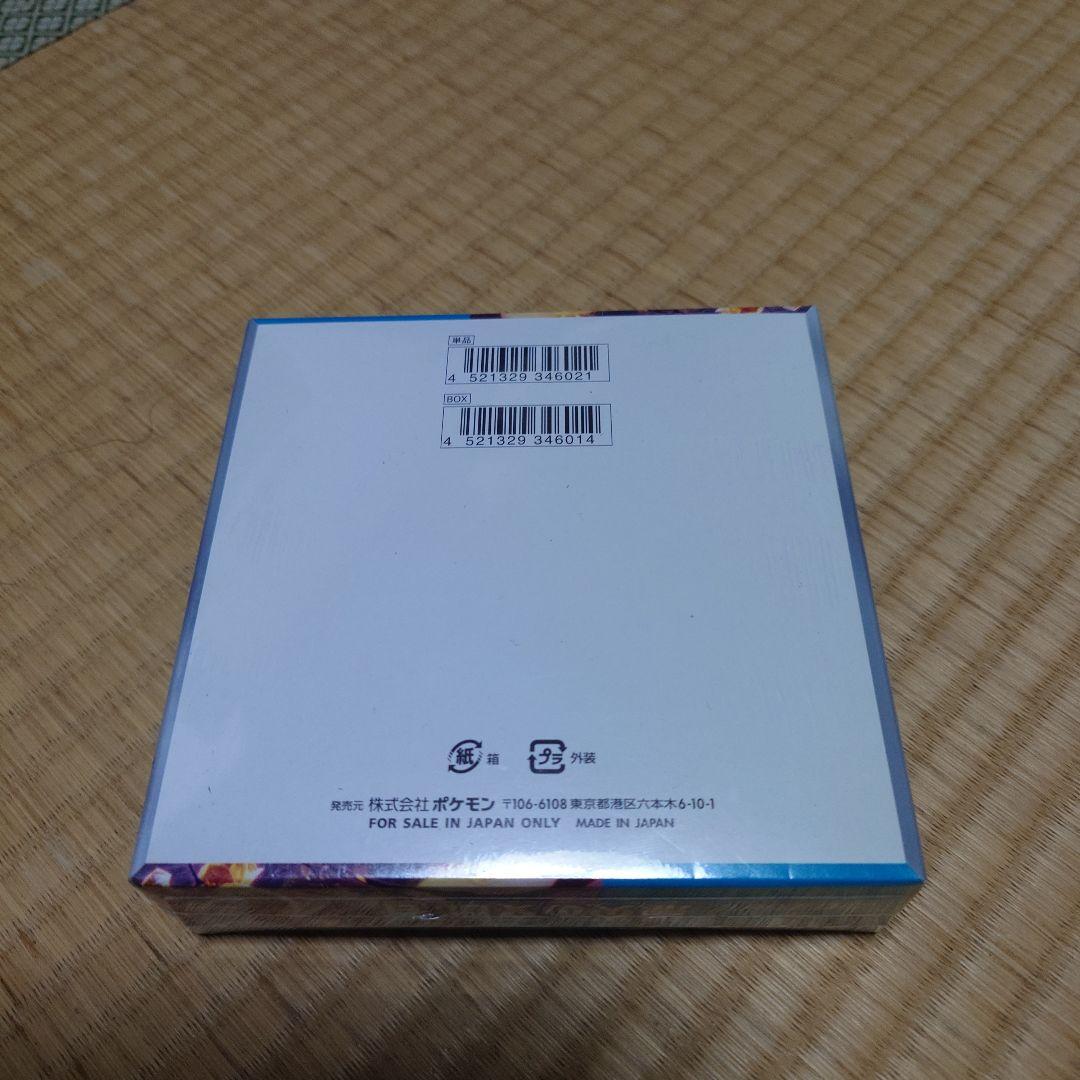 単品
4 521329 346021
BOX
4 521329 346014
紙 箱 プラ 外装
発売元 株式会社ポケモン 〒106-6108 東京都港区六本木6-10-1
FOR SALE IN JAPAN ONLY MADE IN JAPAN